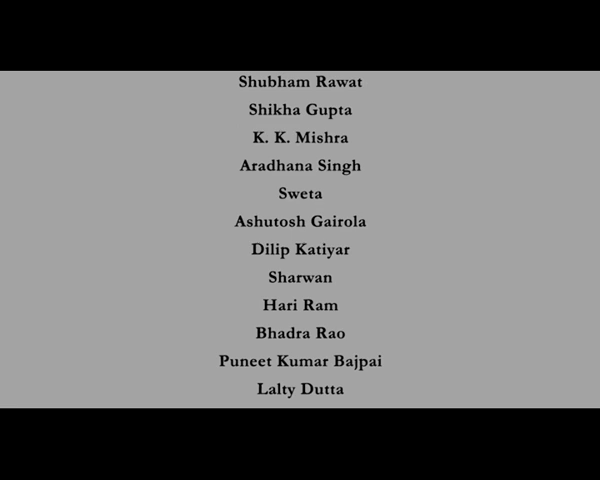 Shubham Rawat
Shikha Gupta
K. K. Mishra
Aradhana Singh
Sweta
Ashutosh Gairola
Dilip Katiyar
Sharwan
Hari Ram
Bhadra Rao
Puneet Kumar Bajpai
Lalty Dutta